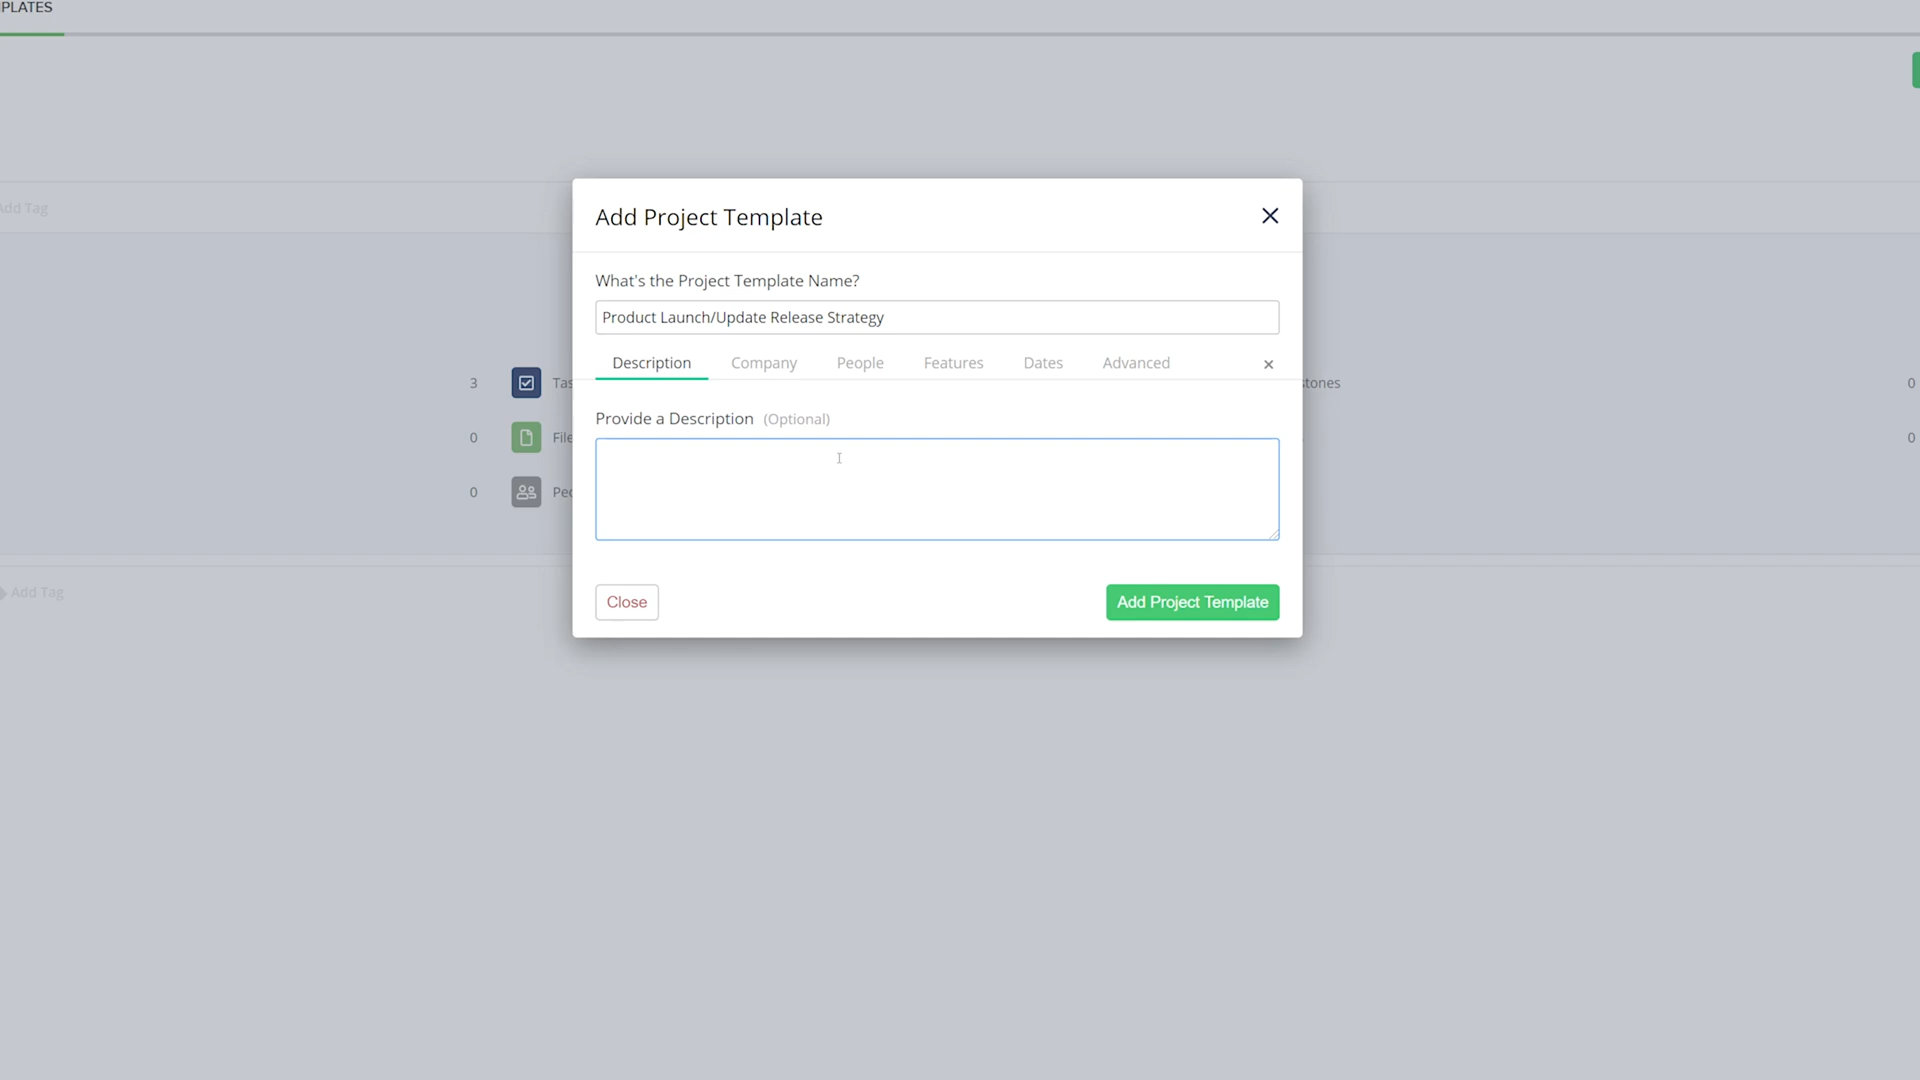 PLATES
Add Tag
Add Project Template
What's the Project Template Name?
Product Launch/Update Release Strategy
Description Company People Features Dates Advanced
3 Tas stones 0
Provide a Description (Optional)
0 File 0
0 Peo
Add Tag
Close Add Project Template